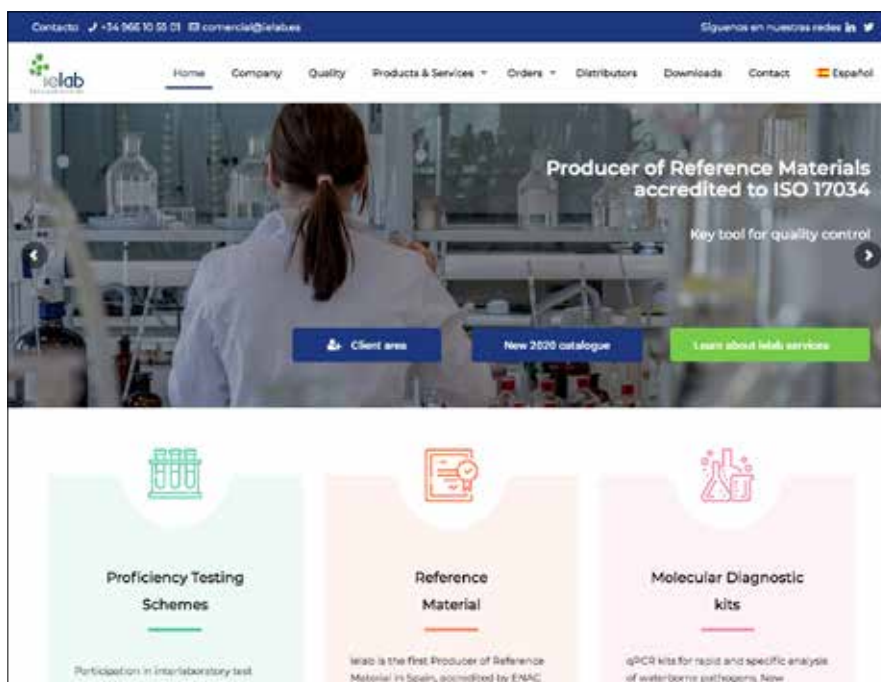 Contacto: +34 966 10 55 01 comercial@ielab.es
Síguenos en nuestras redes in
ielab
Home Company Quality Products & Services Orders Distributors Downloads Contact Español
Producer of Reference Materials
accredited to ISO 17034
Key tool for quality control
Client area
New 2020 catalogue
Learn about ielab services
Proficiency Testing
Schemes
Reference
Material
Molecular Diagnostic
kits
Participation in interlaboratory test
Ielab is the first Producer of Reference
Material in Spain, accredited by ENAC
qPCR kits for rapid and specific analysis
of waterborne pathogens. New